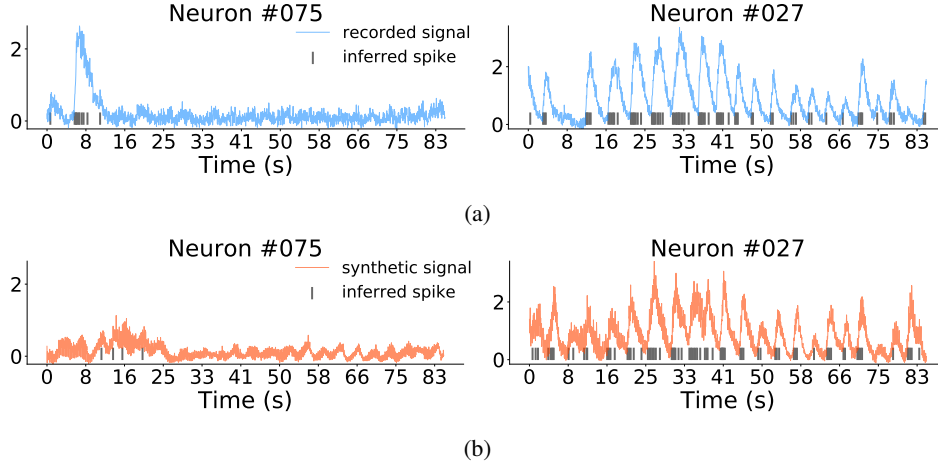 Neuron #075
Neuron #027
recorded signal
inferred spike
2
0
2
0
0 8 16 24 33 41 50 58 66 75 83
0 8 16 24 33 41 50 58 66 75 83
Time (s)
Time (s)
(a)
Neuron #075
Neuron #027
synthetic signal
inferred spike
2
0
2
0
0 8 16 24 33 41 50 58 66 75 83
0 8 16 25 33 41 50 58 66 75 83
Time (s)
Time (s)
(b)